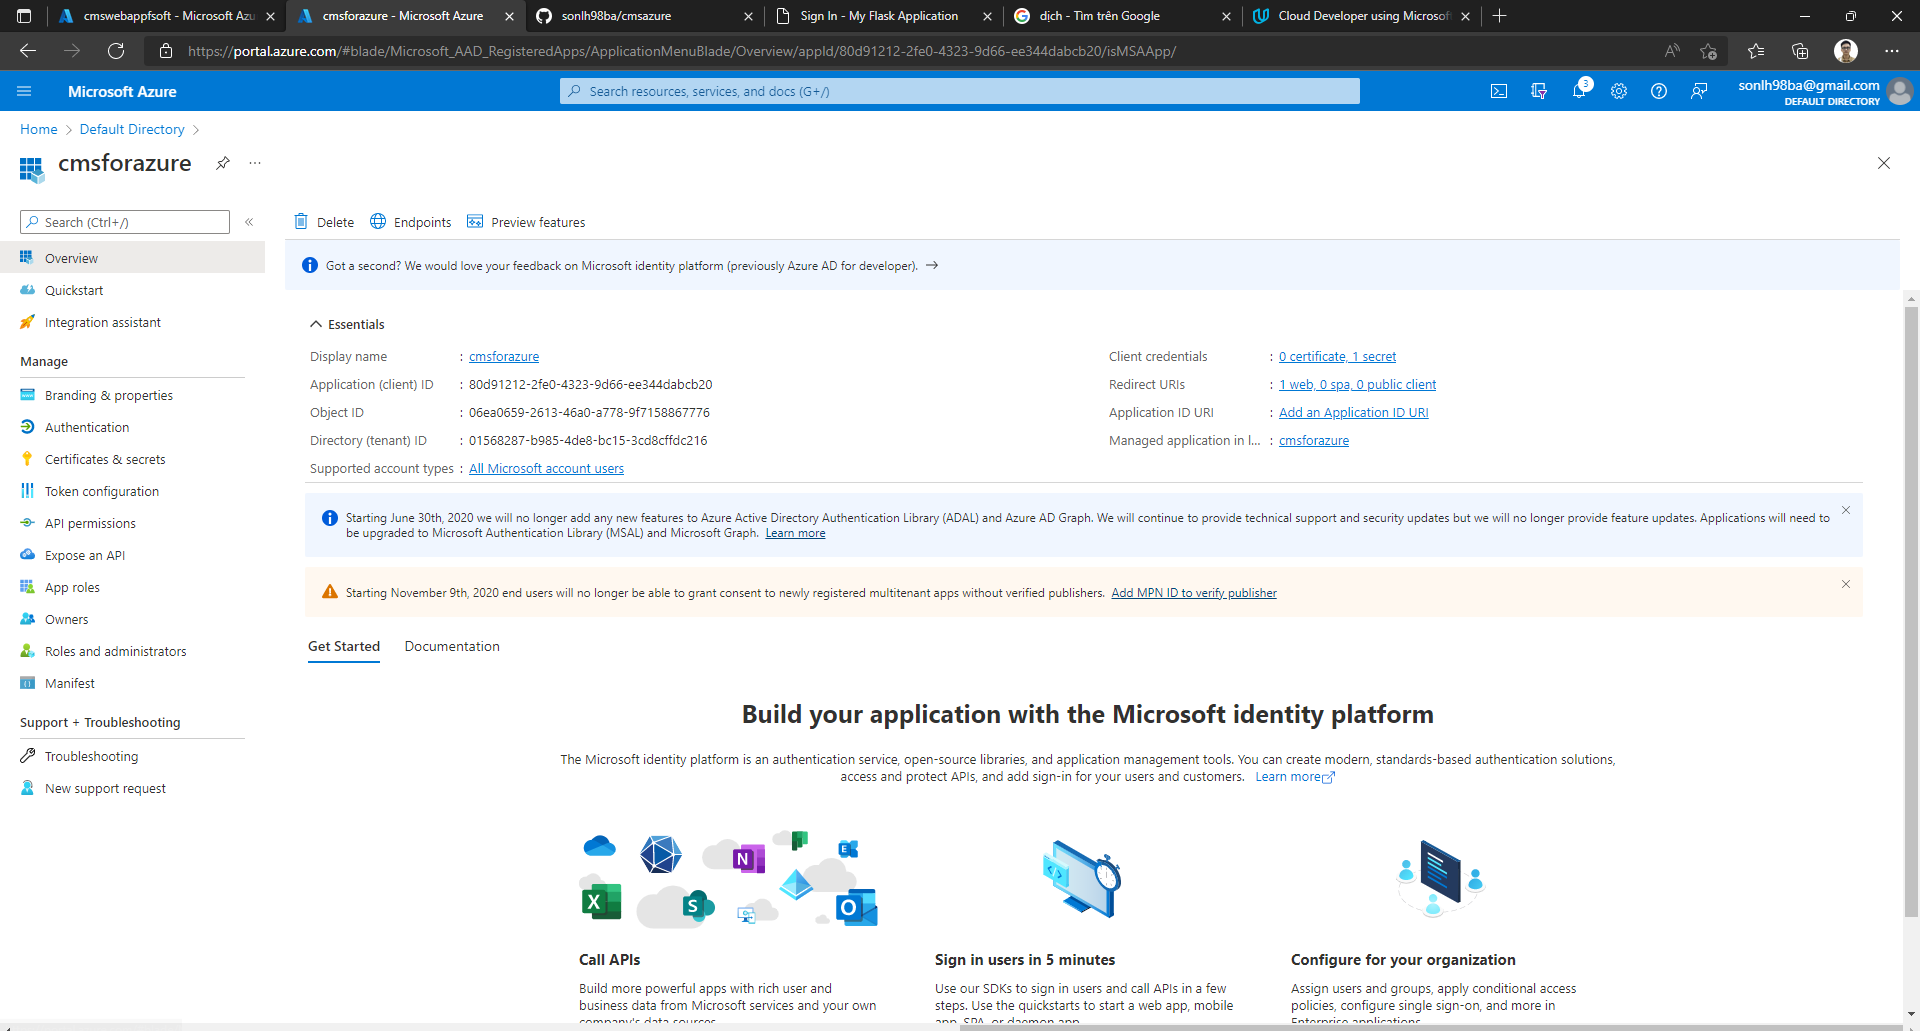 cmswebappfsoft - Microsoft Azu
cmsforazure - Microsoft Azure
sonlh98ba/cmsazure
Sign In - My Flask Application
dịch - Tìm trên Google
Cloud Developer using Microsof
https://portal.azure.com/#blade/Microsoft_AAD_RegisteredApps/ApplicationMenuBlade/Overview/appId/80d91212-2fe0-4323-9d66-ee344dabcb20/isMSAApp/
Microsoft Azure
Search resources, services, and docs (G+/)
3
sonlh98ba@gmail.com
DEFAULT DIRECTORY
Home > Default Directory >
cmsforazure
Search (Ctrl+/)
Delete
Endpoints
Preview features
Overview
Quickstart
Integration assistant
Manage
Branding & properties
Authentication
Certificates & secrets
Token configuration
API permissions
Expose an API
App roles
Owners
Roles and administrators
Manifest
Support + Troubleshooting
Troubleshooting
New support request
Got a second? We would love your feedback on Microsoft identity platform (previously Azure AD for developer). →
Essentials
Display name : cmsforazure
Application (client) ID : 80d91212-2fe0-4323-9d66-ee344dabcb20
Object ID : 06ea0659-2613-46a0-a778-9f7158867776
Directory (tenant) ID : 01568287-b985-4de8-bc15-3cd8cffdc216
Supported account types : All Microsoft account users
Client credentials : 0 certificate, 1 secret
Redirect URIs : 1 web, 0 spa, 0 public client
Application ID URI : Add an Application ID URI
Managed application in l... : cmsforazure
Starting June 30th, 2020 we will no longer add any new features to Azure Active Directory Authentication Library (ADAL) and Azure AD Graph. We will continue to provide technical support and security updates but we will no longer provide feature updates. Applications will need to
be upgraded to Microsoft Authentication Library (MSAL) and Microsoft Graph. Learn more
Starting November 9th, 2020 end users will no longer be able to grant consent to newly registered multitenant apps without verified publishers. Add MPN ID to verify publisher
Get Started
Documentation
Build your application with the Microsoft identity platform
The Microsoft identity platform is an authentication service, open-source libraries, and application management tools. You can create modern, standards-based authentication solutions,
access and protect APIs, and add sign-in for your users and customers. Learn more
N
E
X
S
O
Call APIs
Build more powerful apps with rich user and
business data from Microsoft services and your own
company's data sources.
Sign in users in 5 minutes
Use our SDKs to sign in users and call APIs in a few
steps. Use the quickstarts to start a web app, mobile
app, SPA, or daemon app.
Configure for your organization
Assign users and groups, apply conditional access
policies, configure single sign-on, and more in
Enterprise applications.